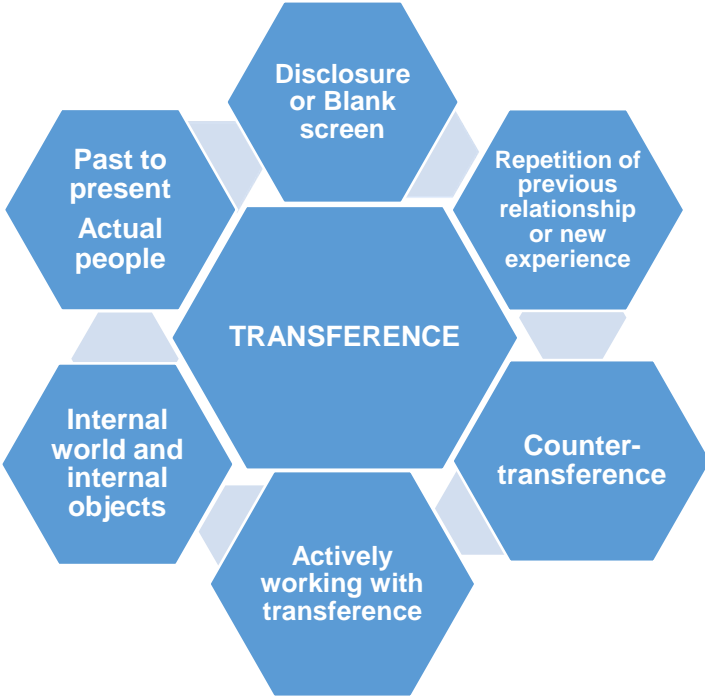 Disclosure
or Blank
screen
Repetition of
previous
relationship
or new
experience
Counter-
transference
Actively
working with
transference
Internal
world and
internal
objects
Past to
present
Actual
people
TRANSFERENCE